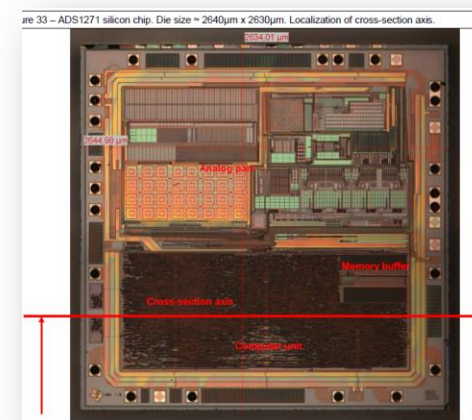 ure 33 – ADS1271 silicon chip. Die size ~ 2640µm x 2630µm. Localization of cross-section axis.
2634.01 µm
2644.98 µm
Analog part
Memory buffer
Cross-section axis
Computer unit